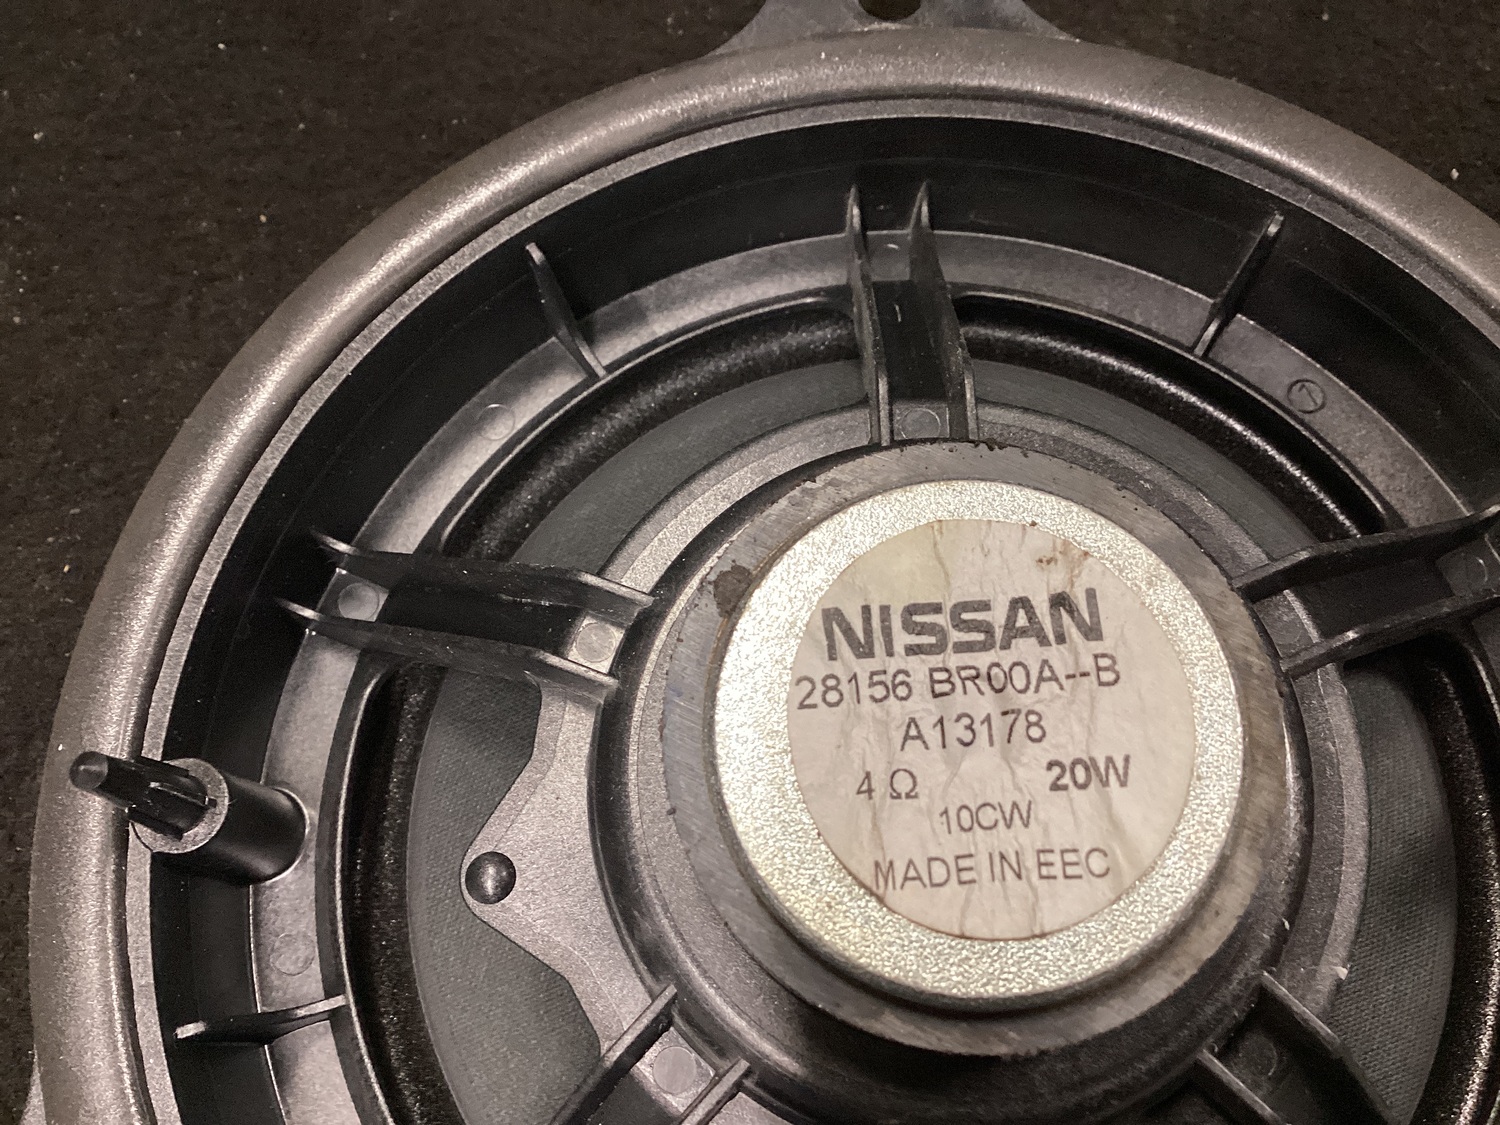 NISSAN
28156 BR00A--B
A13178
4 Ω 20W
10CW
MADE IN EEC